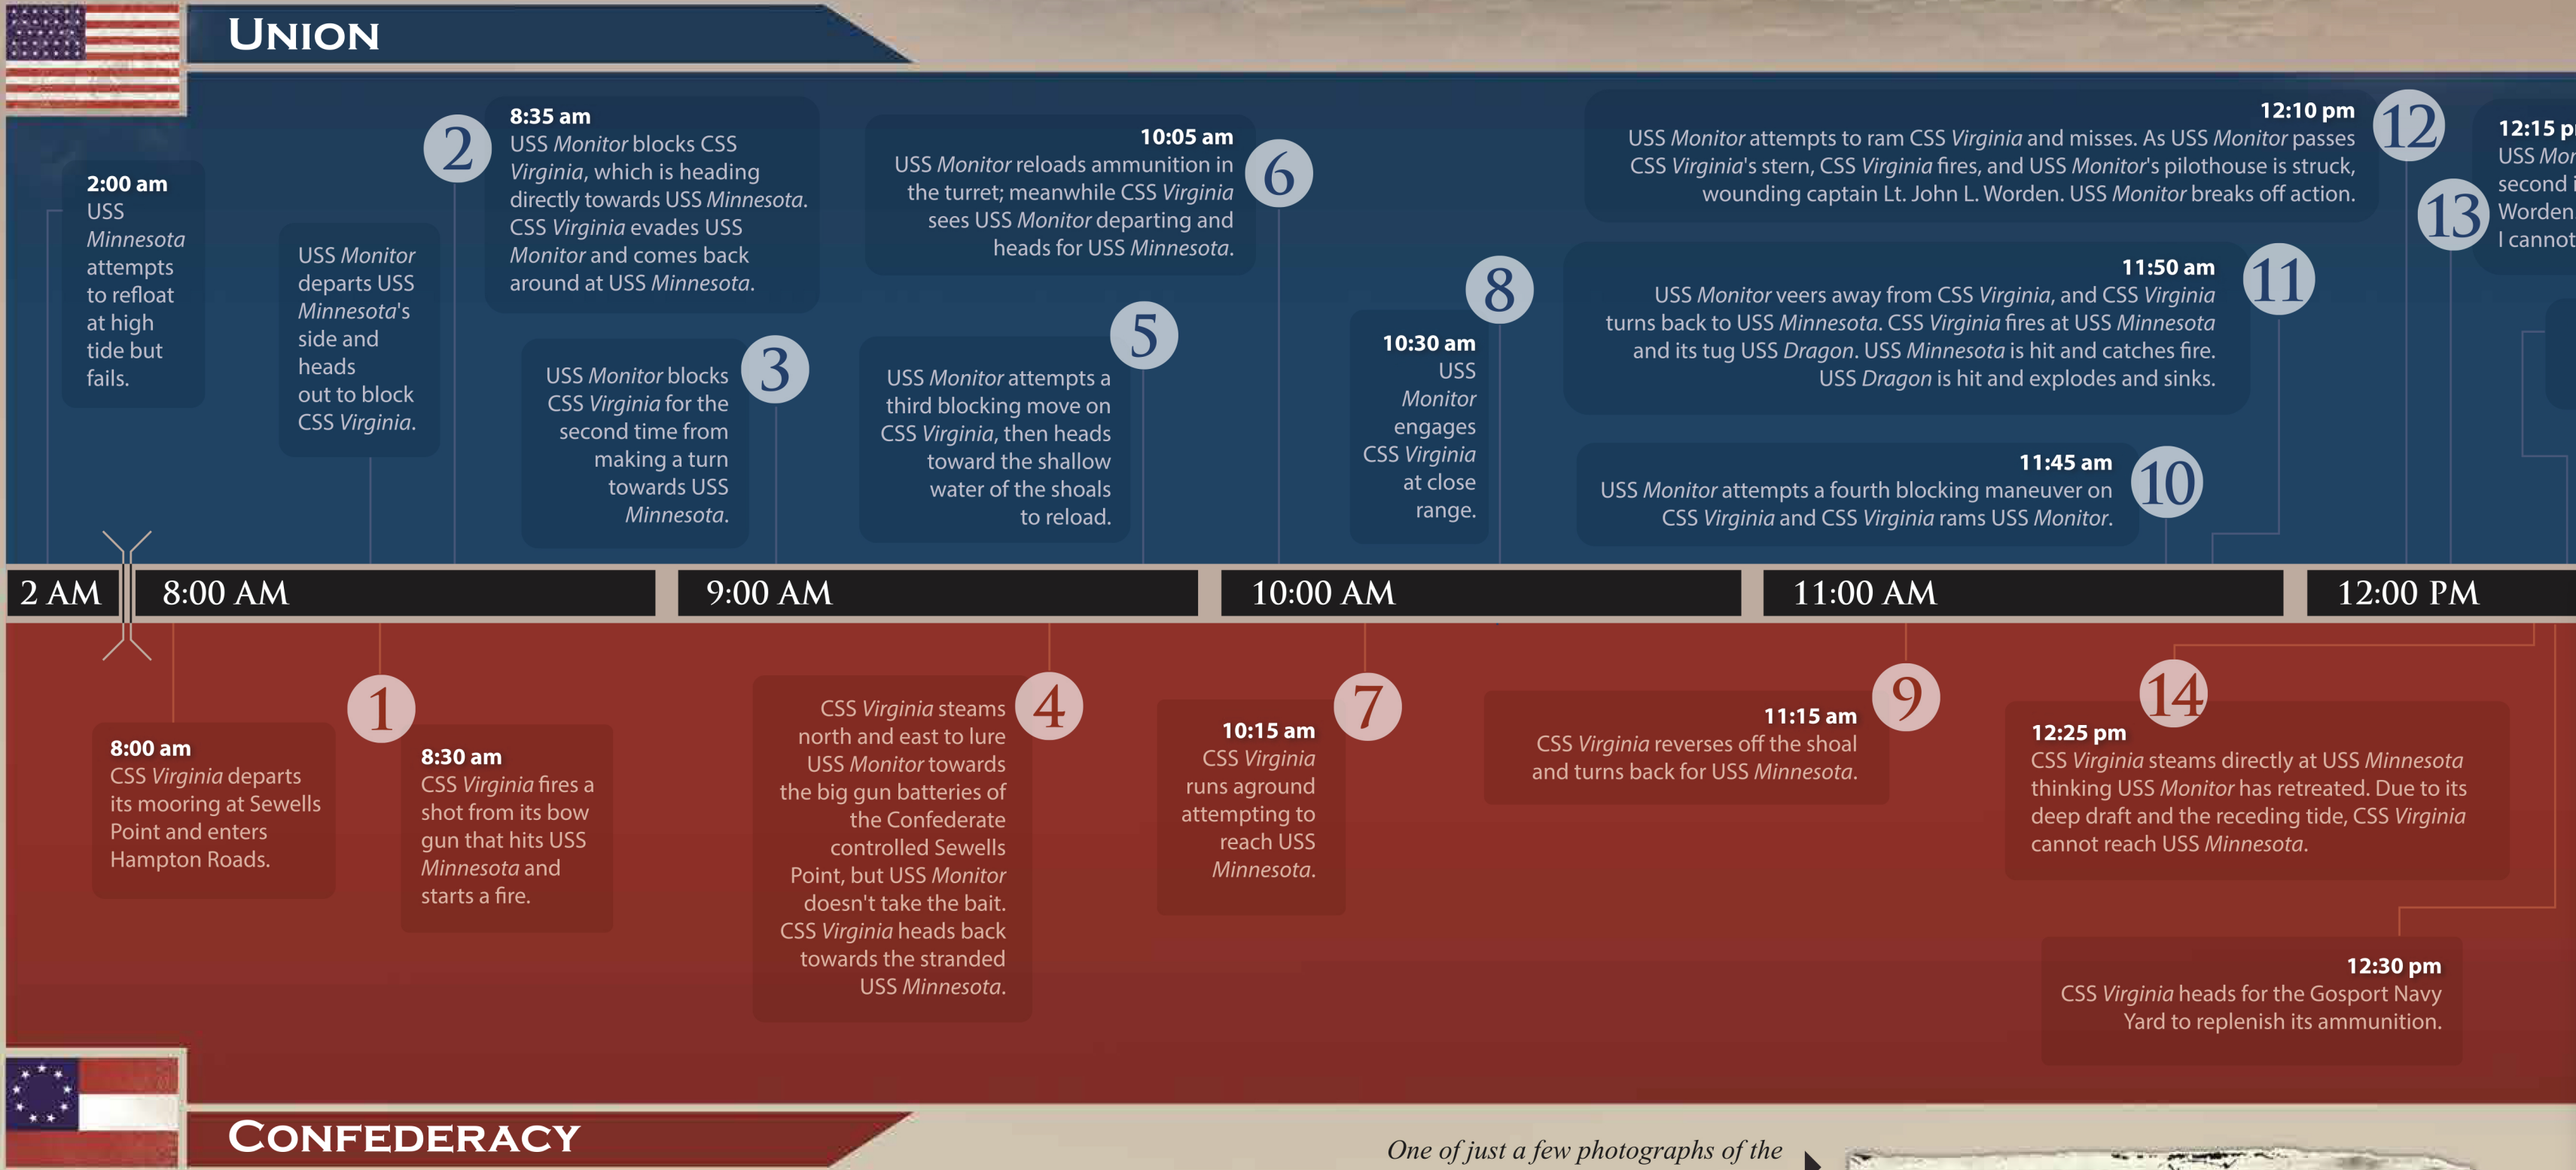 UNION
2:00 am
USS
Minnesota
attempts
to refloat
at high
tide but
fails.
USS Monitor
departs USS
Minnesota's
side and
heads
out to block
CSS Virginia.
2
8:35 am
USS Monitor blocks CSS
Virginia, which is heading
directly towards USS Minnesota.
CSS Virginia evades USS
Monitor and comes back
around at USS Minnesota.
3
USS Monitor blocks
CSS Virginia for the
second time from
making a turn
towards USS
Minnesota.
5
USS Monitor attempts a
third blocking move on
CSS Virginia, then heads
toward the shallow
water of the shoals
to reload.
6
10:05 am
USS Monitor reloads ammunition in
the turret; meanwhile CSS Virginia
sees USS Monitor departing and
heads for USS Minnesota.
8
10:30 am
USS
Monitor
engages
CSS Virginia
at close
range.
10
11:45 am
USS Monitor attempts a fourth blocking maneuver on
CSS Virginia and CSS Virginia rams USS Monitor.
11
11:50 am
USS Monitor veers away from CSS Virginia, and CSS Virginia
turns back to USS Minnesota. CSS Virginia fires at USS Minnesota
and its tug USS Dragon. USS Minnesota is hit and catches fire.
USS Dragon is hit and explodes and sinks.
12
12:10 pm
USS Monitor attempts to ram CSS Virginia and misses. As USS Monitor passes
CSS Virginia's stern, CSS Virginia fires, and USS Monitor's pilothouse is struck,
wounding captain Lt. John L. Worden. USS Monitor breaks off action.
13
12:15 p
USS Mon
second i
Worden
I cannot
2 AM
8:00 AM
9:00 AM
10:00 AM
11:00 AM
12:00 PM
8:00 am
CSS Virginia departs
its mooring at Sewells
Point and enters
Hampton Roads.
1
8:30 am
CSS Virginia fires a
shot from its bow
gun that hits USS
Minnesota and
starts a fire.
4
CSS Virginia steams
north and east to lure
USS Monitor towards
the big gun batteries of
the Confederate
controlled Sewells
Point, but USS Monitor
doesn't take the bait.
CSS Virginia heads back
towards the stranded
USS Minnesota.
7
10:15 am
CSS Virginia
runs aground
attempting to
reach USS
Minnesota.
9
11:15 am
CSS Virginia reverses off the shoal
and turns back for USS Minnesota.
14
12:25 pm
CSS Virginia steams directly at USS Minnesota
thinking USS Monitor has retreated. Due to its
deep draft and the receding tide, CSS Virginia
cannot reach USS Minnesota.
12:30 pm
CSS Virginia heads for the Gosport Navy
Yard to replenish its ammunition.
CONFEDERACY
One of just a few photographs of the